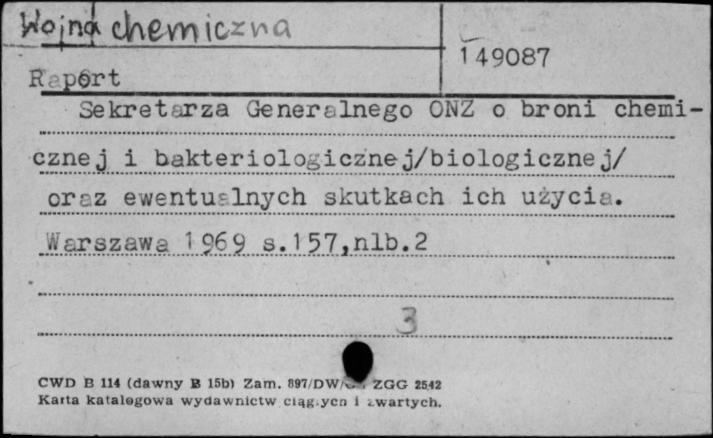 Wojna chemiczna
149087
Raport
Sekretarza Generalnego ONZ o broni chemi-
cznej i bakteriologicznej/biologicznej/
oraz ewentualnych skutkach ich użycia.
Warszawa 1969 s.157,nlb.2
3
CWD B 114 (dawny B 15b) Zam. 897/DW/ ZGG 2542
Karta katalogowa wydawnictw ciągłych i zwartych.